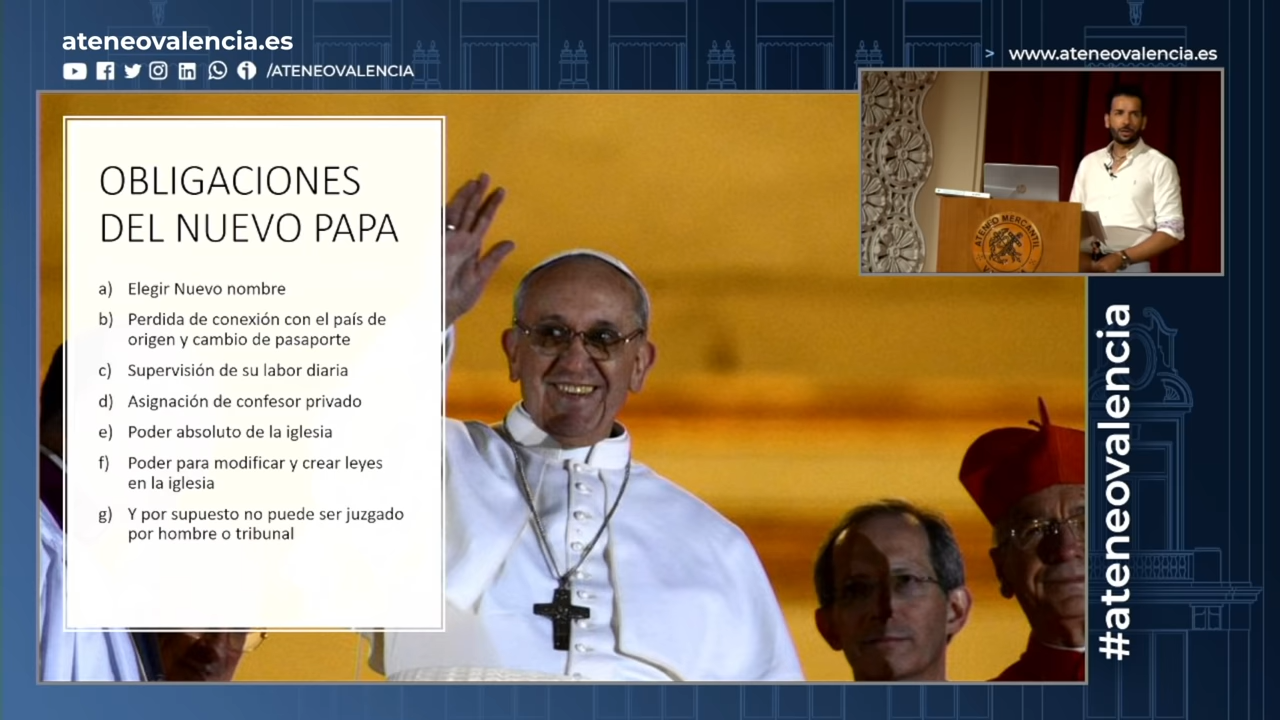 ateneovalencia.es
/ATENEOVALENCIA
> www.ateneovalencia.es
OBLIGACIONES
DEL NUEVO PAPA
a) Elegir Nuevo nombre
b) Perdida de conexión con el país de
origen y cambio de pasaporte
c) Supervisión de su labor diaria
d) Asignación de confesor privado
e) Poder absoluto de la iglesia
f) Poder para modificar y crear leyes
en la iglesia
g) Y por supuesto no puede ser juzgado
por hombre o tribunal
ATENEO MERCANTIL
#ateneovalencia